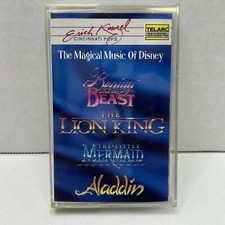 Erich Kunzel
CINCINNATI POPS
TELARC
The Magical Music Of Disney
Beauty
AND THE
BEAST
THE
LION KING
THE LITTLE
MERMAID
Aladdin